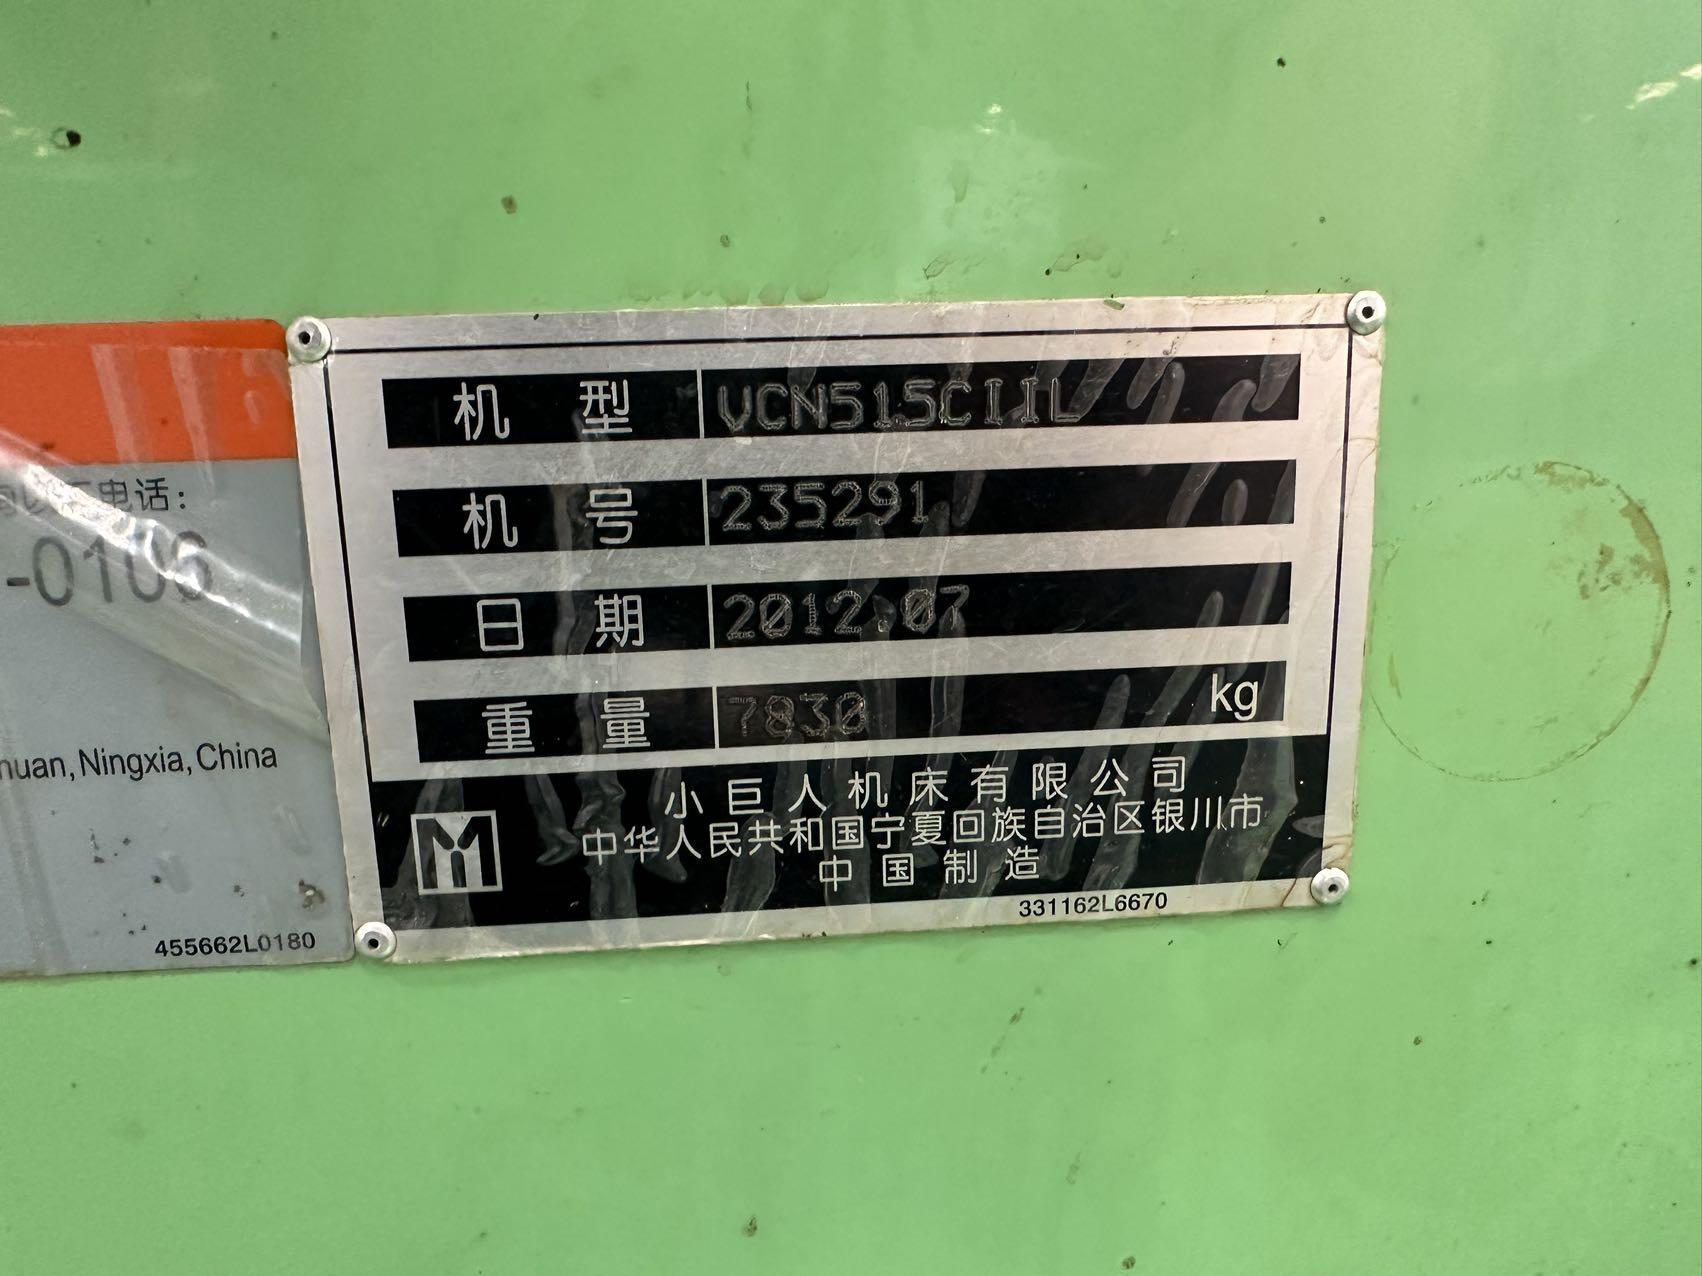 电话:
-0106
huan, Ningxia, China
455662L0180
机 型 VCN515CIIL
机 号 235291
日 期 2012.07
重 量 7830 kg
小巨人机床有限公司
中华人民共和国宁夏回族自治区银川市
中国制造
331162L6670